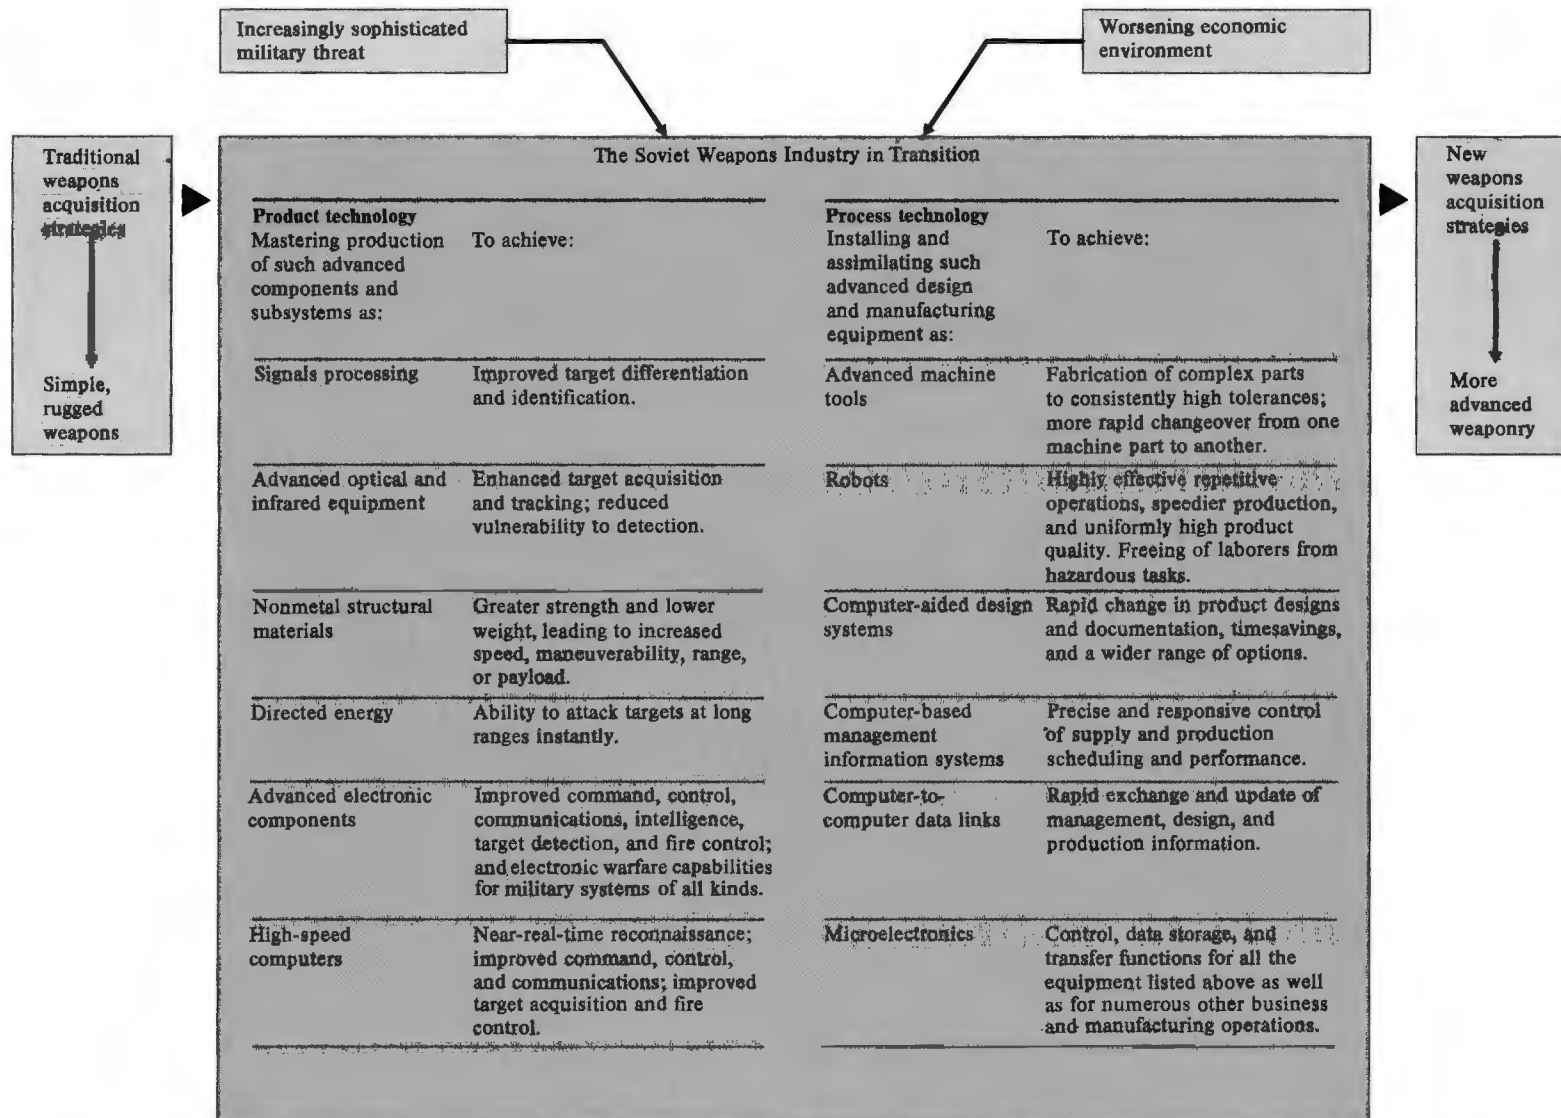 Increasingly sophisticated
military threat
Worsening economic
environment
Traditional
weapons
acquisition
strategies
Simple,
rugged
weapons
The Soviet Weapons Industry in Transition
Product technology
Mastering production
of such advanced
components and
subsystems as:
To achieve:
Signals processing
Improved target differentiation
and identification.
Advanced optical and
infrared equipment
Enhanced target acquisition
and tracking; reduced
vulnerability to detection.
Nonmetal structural
materials
Greater strength and lower
weight, leading to increased
speed, maneuverability, range,
or payload.
Directed energy
Ability to attack targets at long
ranges instantly.
Advanced electronic
components
Improved command, control,
communications, intelligence,
target detection, and fire control;
and electronic warfare capabilities
for military systems of all kinds.
High-speed
computers
Near-real-time reconnaissance;
improved command, control,
and communications; improved
target acquisition and fire
control.
Process technology
Installing and
assimilating such
advanced design
and manufacturing
equipment as:
To achieve:
Advanced machine
tools
Fabrication of complex parts
to consistently high tolerances;
more rapid changeover from one
machine part to another.
Robots
Highly effective repetitive
operations, speedier production,
and uniformly high product
quality. Freeing of laborers from
hazardous tasks.
Computer-aided design
systems
Rapid change in product designs
and documentation, timesavings,
and a wider range of options.
Computer-based
management
information systems
Precise and responsive control
of supply and production
scheduling and performance.
Computer-to-
computer data links
Rapid exchange and update of
management, design, and
production information.
Microelectronics
Control, data storage, and
transfer functions for all the
equipment listed above as well
as for numerous other business
and manufacturing operations.
New
weapons
acquisition
strategies
More
advanced
weaponry